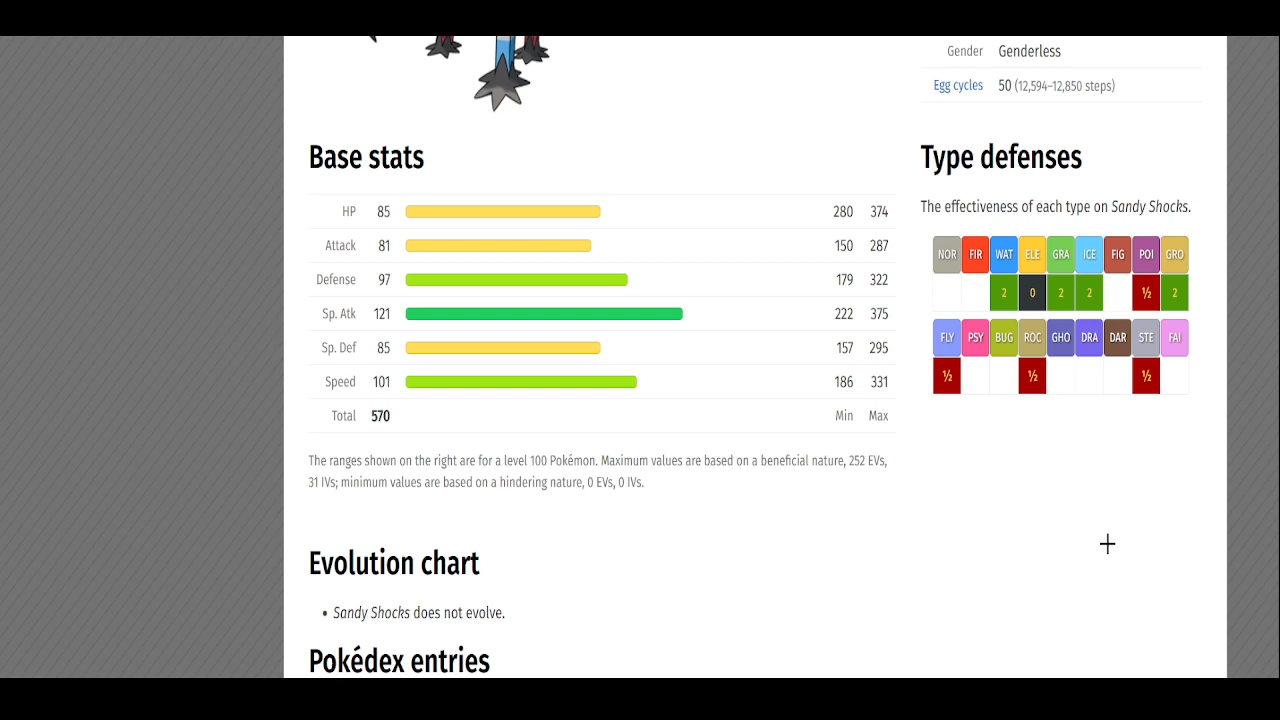 Gender Genderless
Egg cycles 50 (12,594–12,850 steps)
Base stats
HP 85 280 374
Attack 81 150 287
Defense 97 179 322
Sp. Atk 121 222 375
Sp. Def 85 157 295
Speed 101 186 331
Total 570 Min Max
The ranges shown on the right are for a level 100 Pokémon. Maximum values are based on a beneficial nature, 252 EVs,
31 IVs; minimum values are based on a hindering nature, 0 EVs, 0 IVs.
Type defenses
The effectiveness of each type on Sandy Shocks.
NOR FIR WAT ELE GRA ICE FIG POI GRO
2 0 2 2 ½ 2
FLY PSY BUG ROC GHO DRA DAR STE FAI
½ ½ ½
Evolution chart
• Sandy Shocks does not evolve.
Pokédex entries